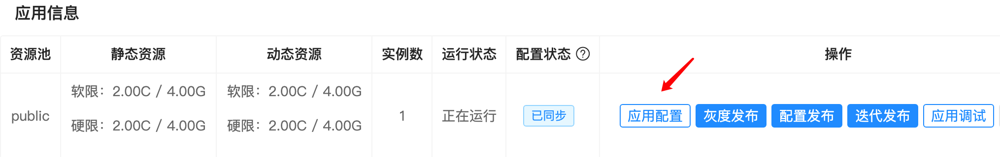 应用信息
资源池 静态资源 动态资源 实例数 运行状态 配置状态 ? 操作
软限：2.00C / 4.00G 软限：2.00C / 4.00G
public 1 正在运行 已同步 应用配置 灰度发布 配置发布 迭代发布 应用调试
硬限：2.00C / 4.00G 硬限：2.00C / 4.00G